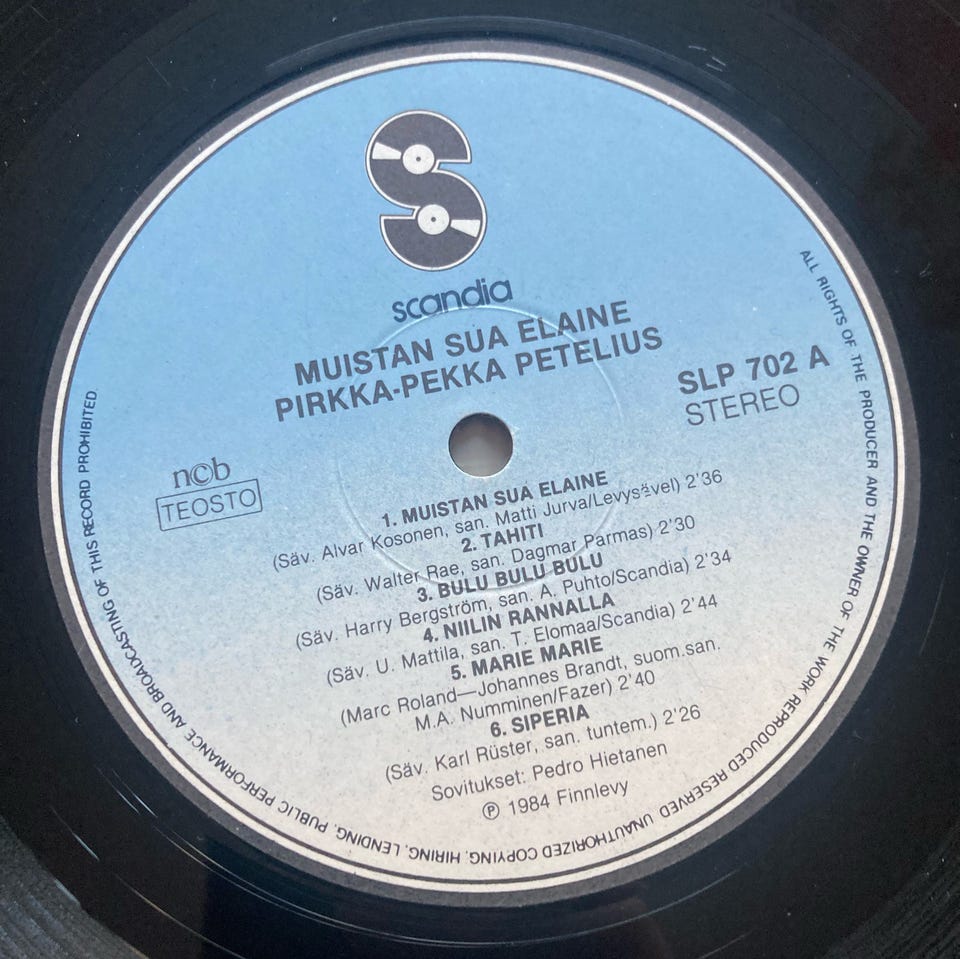 scandia
MUISTAN SUA ELAINE
PIRKKA-PEKKA PETELIUS
SLP 702 A
STEREO
n©b
TEOSTO
1. MUISTAN SUA ELAINE
(Säv. Alvar Kosonen, san. Matti Jurva/Levysävel) 2'36
2. TAHITI
(Säv. Walter Rae, san. Dagmar Parmas) 2'30
3. BULU BULU BULU
(Säv. Harry Bergström, san. A. Puhto/Scandia) 2'34
4. NIILIN RANNALLA
(Säv. U. Mattila, san. T. Elomaa/Scandia) 2'44
5. MARIE MARIE
(Marc Roland—Johannes Brandt, suom.san.
M.A. Numminen/Fazer) 2'40
6. SIPERIA
(Säv. Karl Rüster, san. tuntem.) 2'26
Sovitukset: Pedro Hietanen
℗ 1984 Finnlevy
ALL RIGHTS OF THE PRODUCER AND THE OWNER OF THE WORK REPRODUCED RESERVED UNAUTHORIZED COPYING, HIRING, LENDING, PUBLIC PERFORMANCE AND BROADCASTING OF THIS RECORD PROHIBITED